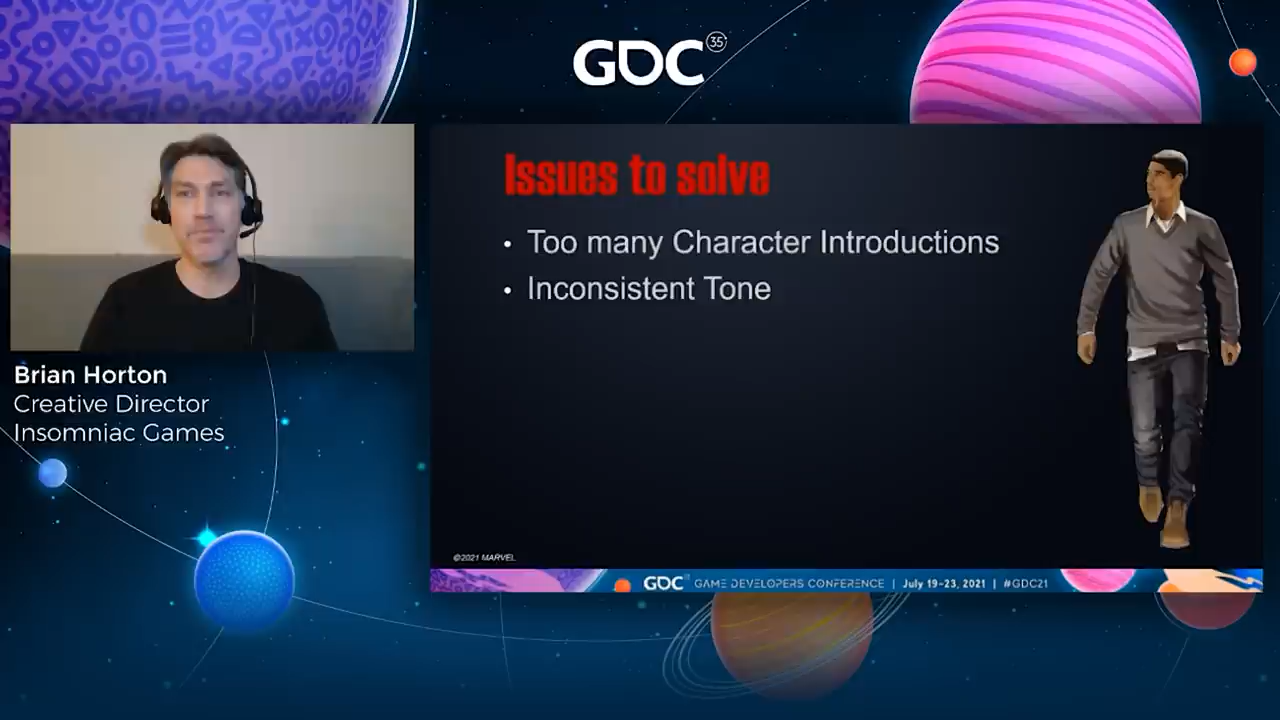 GDC 35
Brian Horton
Creative Director
Insomniac Games
Issues to solve
• Too many Character Introductions
• Inconsistent Tone
©2021 MARVEL
GDC GAME DEVELOPERS CONFERENCE | July 19-23, 2021 | #GDC21